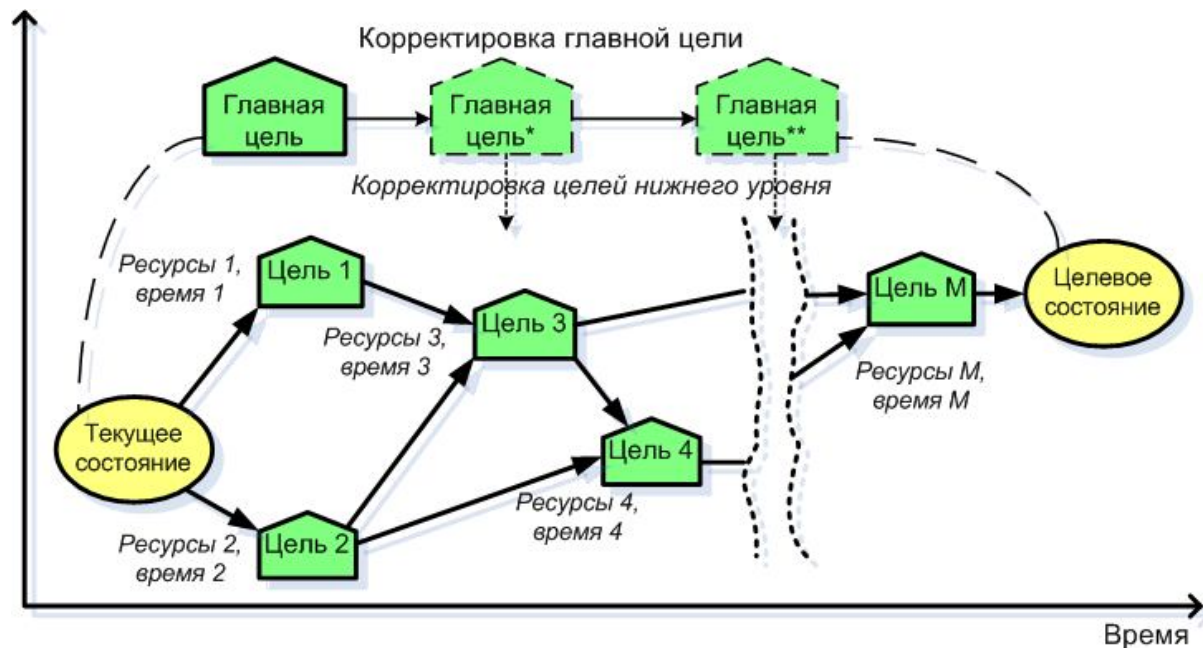 Корректировка главной цели
Главная
цель
Главная
цель*
Главная
цель**
Корректировка целей нижнего уровня
Ресурсы 1,
время 1
Цель 1
Ресурсы 3,
время 3
Цель 3
Цель M
Целевое
состояние
Ресурсы M,
время M
Текущее
состояние
Цель 4
Ресурсы 4,
время 4
Ресурсы 2,
время 2
Цель 2
Время